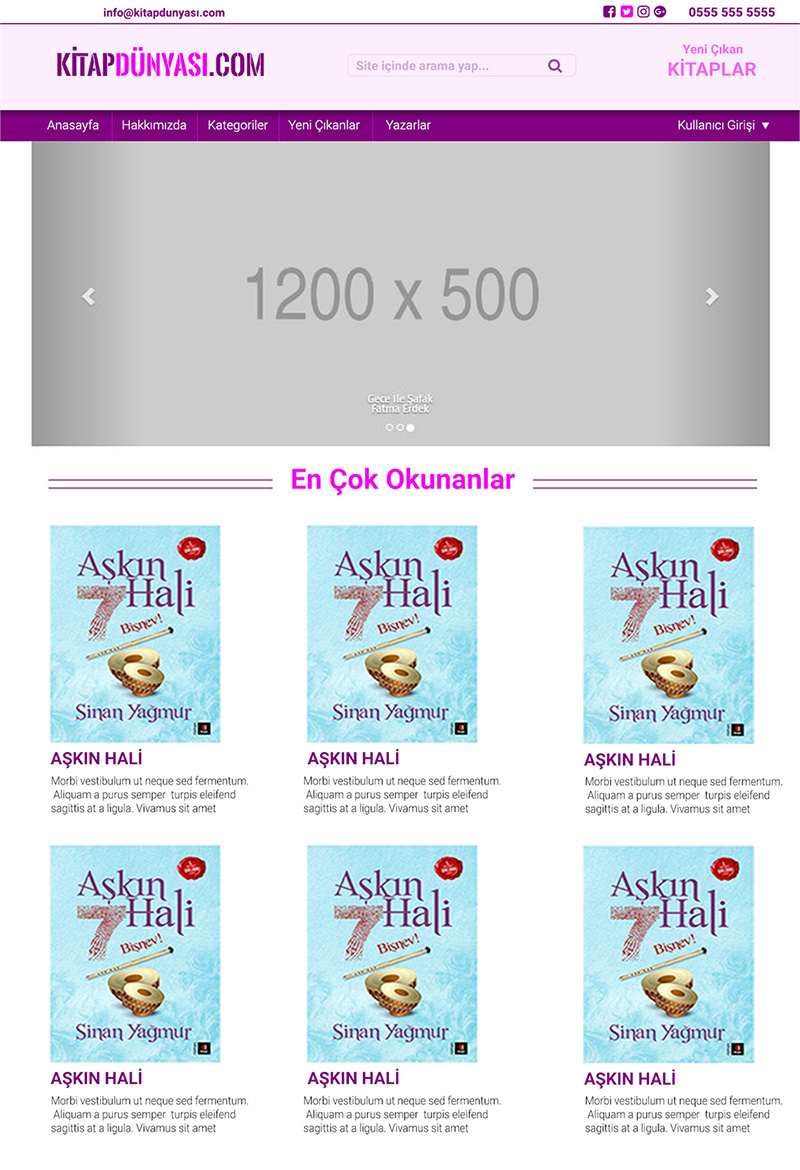 info@kitapdunyası.com
0555 555 5555
KİTAPDÜNYASI.COM
Site içinde arama yap...
Yeni Çıkan
KİTAPLAR
Anasayfa Hakkımızda Kategoriler Yeni Çıkanlar Yazarlar Kullanıcı Girişi ▼
1200 x 500
Gece Ile Şafak
Fatma Erdek
En Çok Okunanlar
Aşkın
7 Hali
Bişnev!
Sinan Yağmur
AŞKIN HALİ
Morbi vestibulum ut neque sed fermentum.
Aliquam a purus semper turpis eleifend
sagittis at a ligula. Vivamus sit amet
Aşkın
7 Hali
Bişnev!
Sinan Yağmur
AŞKIN HALİ
Morbi vestibulum ut neque sed fermentum.
Aliquam a purus semper turpis eleifend
sagittis at a ligula. Vivamus sit amet
Aşkın
7 Hali
Bişnev!
Sinan Yağmur
AŞKIN HALİ
Morbi vestibulum ut neque sed fermentum.
Aliquam a purus semper turpis eleifend
sagittis at a ligula. Vivamus sit amet
Aşkın
7 Hali
Bişnev!
Sinan Yağmur
AŞKIN HALİ
Morbi vestibulum ut neque sed fermentum.
Aliquam a purus semper turpis eleifend
sagittis at a ligula. Vivamus sit amet
Aşkın
7 Hali
Bişnev!
Sinan Yağmur
AŞKIN HALİ
Morbi vestibulum ut neque sed fermentum.
Aliquam a purus semper turpis eleifend
sagittis at a ligula. Vivamus sit amet
Aşkın
7 Hali
Bişnev!
Sinan Yağmur
AŞKIN HALİ
Morbi vestibulum ut neque sed fermentum.
Aliquam a purus semper turpis eleifend
sagittis at a ligula. Vivamus sit amet